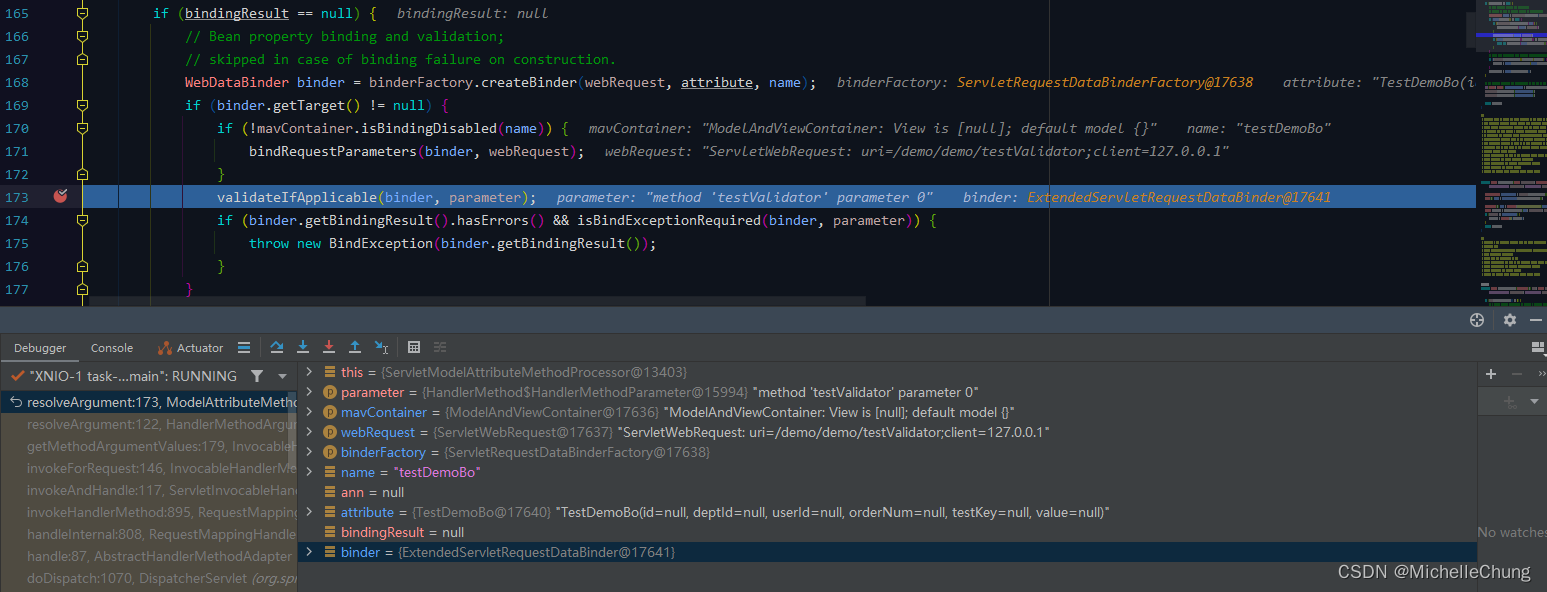 165 if (bindingResult == null) { bindingResult: null
166 // Bean property binding and validation;
167 // skipped in case of binding failure on construction.
168 WebDataBinder binder = binderFactory.createBinder(webRequest, attribute, name); binderFactory: ServletRequestDataBinderFactory@17638 attribute: "TestDemoBo(i
169 if (binder.getTarget() != null) {
170 if (!mavContainer.isBindingDisabled(name)) { mavContainer: "ModelAndViewContainer: View is [null]; default model {}" name: "testDemoBo"
171 bindRequestParameters(binder, webRequest); webRequest: "ServletWebRequest: uri=/demo/demo/testValidator;client=127.0.0.1"
172 }
173 validateIfApplicable(binder, parameter); parameter: "method 'testValidator' parameter 0" binder: ExtendedServletRequestDataBinder@17641
174 if (binder.getBindingResult().hasErrors() && isBindExceptionRequired(binder, parameter)) {
175 throw new BindException(binder.getBindingResult());
176 }
177 }
Debugger Console Actuator
"XNIO-1 task-...main": RUNNING
resolveArgument:173, ModelAttributeMetho
resolveArgument:122, HandlerMethodArgur
getMethodArgumentValues:179, Invocable
invokeForRequest:146, InvocableHandlerMe
invokeAndHandle:117, ServletInvocableHan
invokeHandlerMethod:895, RequestMapping
handleInternal:808, RequestMappingHandle
handle:87, AbstractHandlerMethodAdapter
doDispatch:1070, DispatcherServlet (org.spr
this = {ServletModelAttributeMethodProcessor@13403}
parameter = {HandlerMethod$HandlerMethodParameter@15994} "method 'testValidator' parameter 0"
mavContainer = {ModelAndViewContainer@17636} "ModelAndViewContainer: View is [null]; default model {}"
webRequest = {ServletWebRequest@17637} "ServletWebRequest: uri=/demo/demo/testValidator;client=127.0.0.1"
binderFactory = {ServletRequestDataBinderFactory@17638}
name = "testDemoBo"
ann = null
attribute = {TestDemoBo@17640} "TestDemoBo(id=null, deptId=null, userId=null, orderNum=null, testKey=null, value=null)"
bindingResult = null
binder = {ExtendedServletRequestDataBinder@17641}
No watches
CSDN @MichelleChung